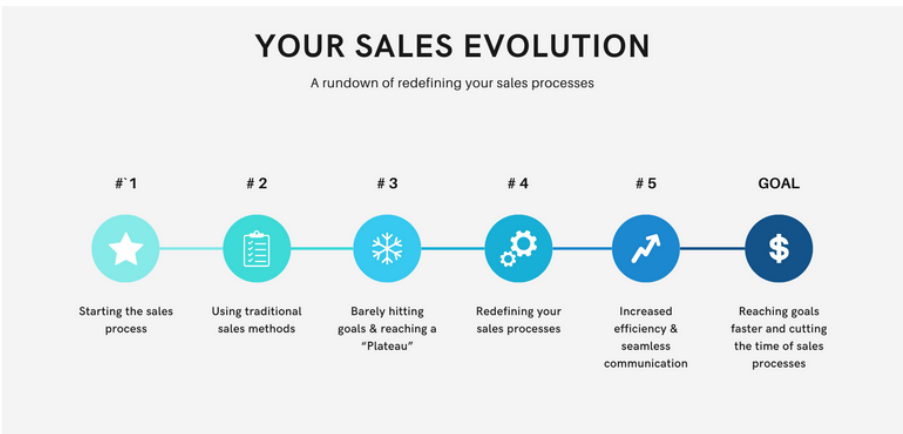 YOUR SALES EVOLUTION
A rundown of redefining your sales processes
#`1
# 2
# 3
# 4
# 5
GOAL
Starting the sales
process
Using traditional
sales methods
Barely hitting
goals & reaching a
“Plateau”
Redefining your
sales processes
Increased
efficiency &
seamless
communication
Reaching goals
faster and cutting
the time of sales
processes